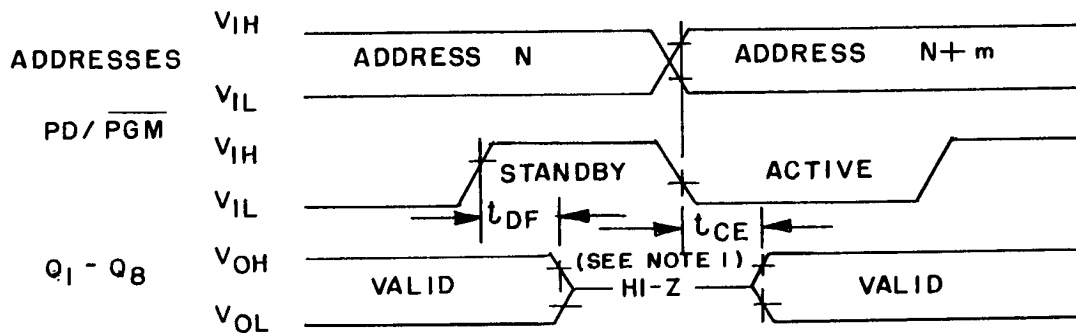 VIH
ADDRESSES ADDRESS N ADDRESS N+m
VIL
PD/ PGM
VIH
STANDBY ACTIVE
VIL
tDF tCE
VOH (SEE NOTE 1)
Q1 - Q8 VALID HI-Z VALID
VOL